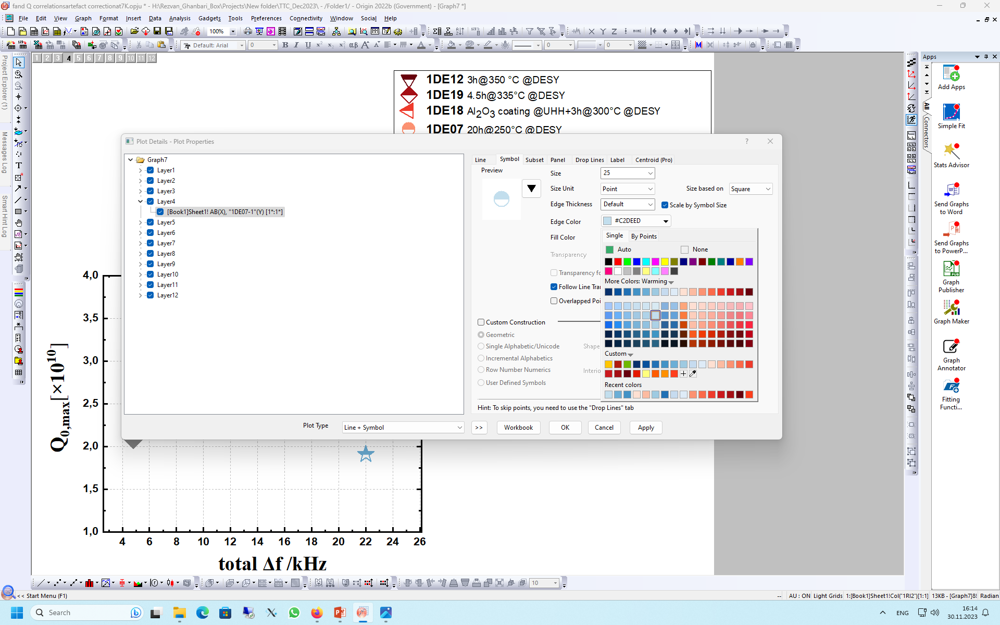 fand Q correlationsartefact correctionat7K.opju * - H:\Rezvan_Ghanbari_Box\Projects\New folder\TTC_Dec2023\ - /Folder1/ - Origin 2022b (Government) - [Graph7 *]
File Edit View Graph Format Insert Data Analysis Gadgets Tools Preferences Connectivity Window Social Help
100%
Default: Arial 0 B I U 0 0
1 2 3 4 5 6 7 8 9 10 11 12
Project Explorer (1)
Messages Log
Smart Hint Log
1DE12 3h@350 °C @DESY
1DE19 4.5h@335°C @DESY
1DE18 Al2O3 coating @UHH+3h@300°C @DESY
1DE07 20h@250°C @DESY
Plot Details - Plot Properties
Graph7
Layer1
Layer2
Layer3
Layer4
[Book1]Sheet1! AB(X), "1DE07-1"(Y) [1*:1*]
Layer5
Layer6
Layer7
Layer8
Layer9
Layer10
Layer11
Layer12
Line Symbol Subset Panel Drop Lines Label Centroid (Pro)
Preview
Size 25
Size Unit Point Size based on Square
Edge Thickness Default Scale by Symbol Size
Edge Color #C2DEED
Fill Color
Transparency
Transparency fo
Follow Line Tra
Overlapped Poi
Single By Points
Auto None
More Colors: Warming
Custom
Recent colors
Custom Construction
Geometric
Single Alphabetic/Unicode Shape
Incremental Alphabetics
Row Number Numerics Interio
User Defined Symbols
Hint: To skip points, you need to use the "Drop Lines" tab
Plot Type Line + Symbol >> Workbook OK Cancel Apply
4,0
3,5
3,0
2,5
2,0
1,5
1,0
Q0,max[×10^10]
4 6 8 10 12 14 16 18 20 22 24 26
total Δf /kHz
Apps
All
Connectors
Add Apps
Simple Fit
Stats Advisor
Send Graphs
to Word
Send Graphs
to PowerP...
Graph
Publisher
Graph Maker
Graph
Annotator
Fitting
Functi...
10
<< Start Menu (F1)
-- AU : ON Light Grids 1:[Book1]Sheet1!Col("1RI2")[1:1] 13KB - [Graph7]8! Radian
Search
ENG
16:14
30.11.2023